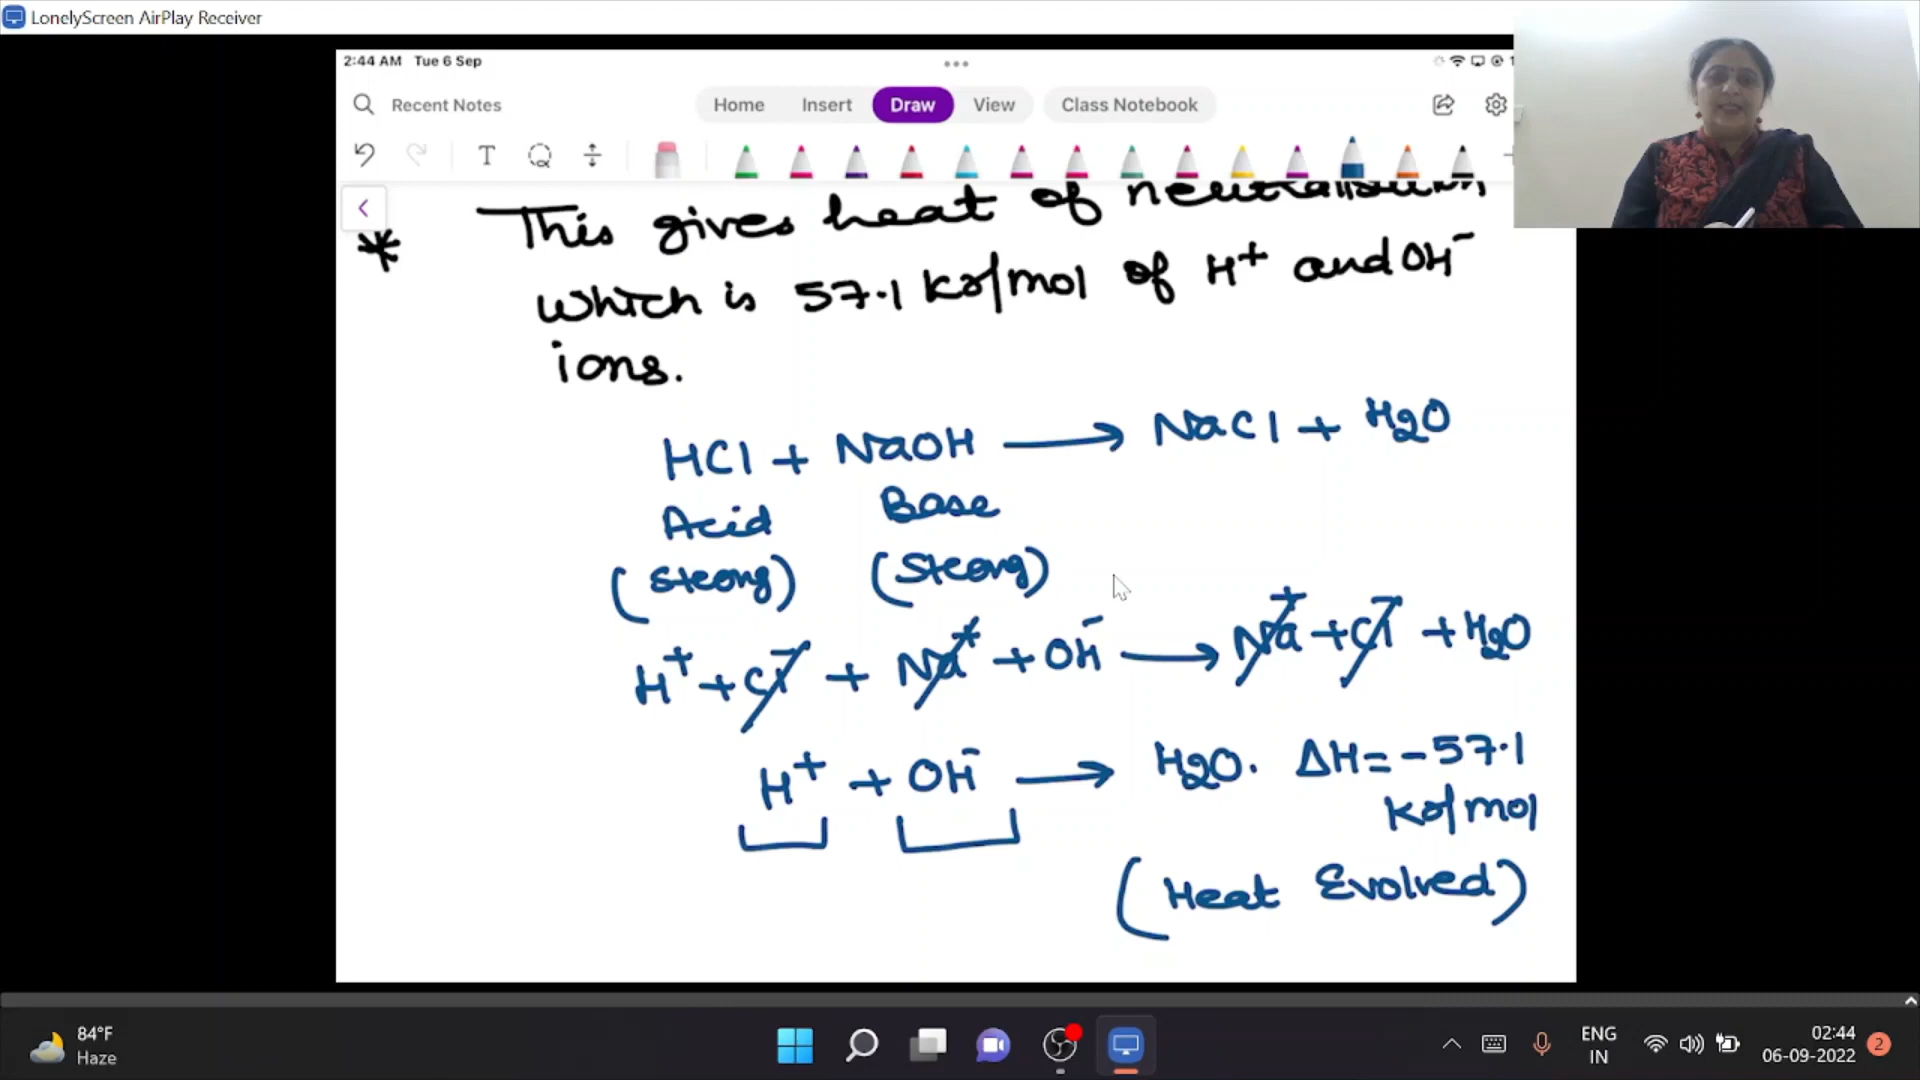 LonelyScreen AirPlay Receiver
2:44 AM Tue 6 Sep
Recent Notes
Home Insert Draw View Class Notebook
T
* This gives heat of neutralisation
which is 57.1 KJ/mol of H⁺ and OH⁻
ions.
HCl + NaOH → NaCl + H2O
Acid Base
(Strong) (Strong)
H⁺ + Cl⁻ + Na⁺ + OH⁻ → Na⁺ + Cl⁻ + H2O
H⁺ + OH⁻ → H2O. ΔH = -57.1
KJ/mol
(Heat Evolved)
84°F
Haze
ENG
IN
02:44
06-09-2022
2